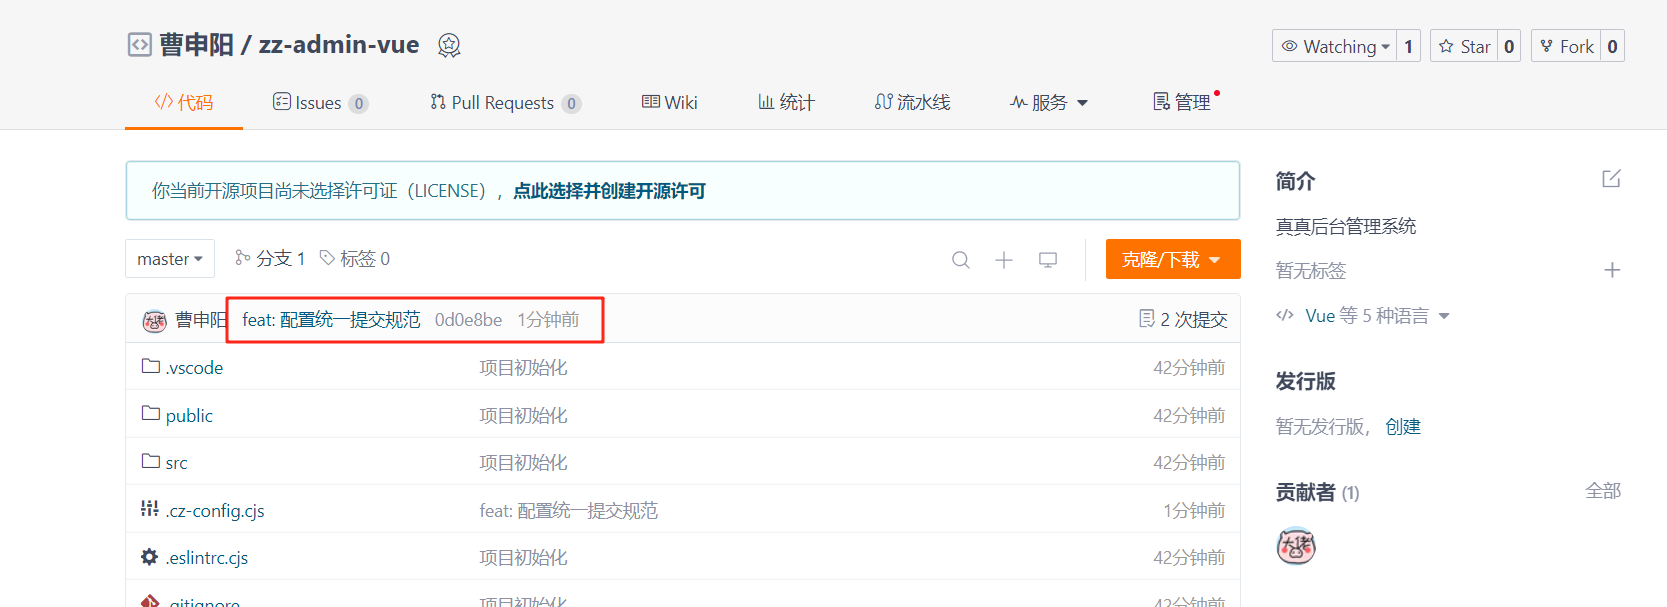 曹申阳 / zz-admin-vue
Watching 1 Star 0 Fork 0
代码 Issues 0 Pull Requests 0 Wiki 统计 流水线 服务 管理
你当前开源项目尚未选择许可证（LICENSE），点此选择并创建开源许可
master 分支 1 标签 0 克隆/下载
曹申阳 feat: 配置统一提交规范 0d0e8be 1分钟前 2 次提交
.vscode 项目初始化 42分钟前
public 项目初始化 42分钟前
src 项目初始化 42分钟前
.cz-config.cjs feat: 配置统一提交规范 1分钟前
.eslintrc.cjs 项目初始化 42分钟前
.gitignore 项目初始化 42分钟前
简介
真真后台管理系统
暂无标签
Vue 等 5 种语言
发行版
暂无发行版， 创建
贡献者 (1) 全部
大佬